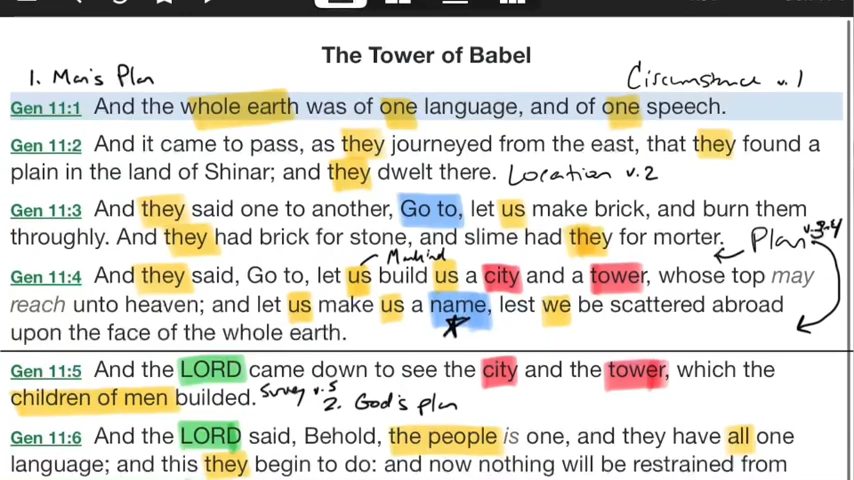 The Tower of Babel
1. Man's Plan
Circumstance v. 1
Gen 11:1 And the whole earth was of one language, and of one speech.
Gen 11:2 And it came to pass, as they journeyed from the east, that they found a
plain in the land of Shinar; and they dwelt there. Location v.2
Gen 11:3 And they said one to another, Go to, let us make brick, and burn them
throughly. And they had brick for stone, and slime had they for morter. Plan v.3-4
Mankind
Gen 11:4 And they said, Go to, let us build us a city and a tower, whose top may
reach unto heaven; and let us make us a name, lest we be scattered abroad
upon the face of the whole earth.
Gen 11:5 And the LORD came down to see the city and the tower, which the
children of men builded. Survey v.5
2. God's plan
Gen 11:6 And the LORD said, Behold, the people is one, and they have all one
language; and this they begin to do: and now nothing will be restrained from